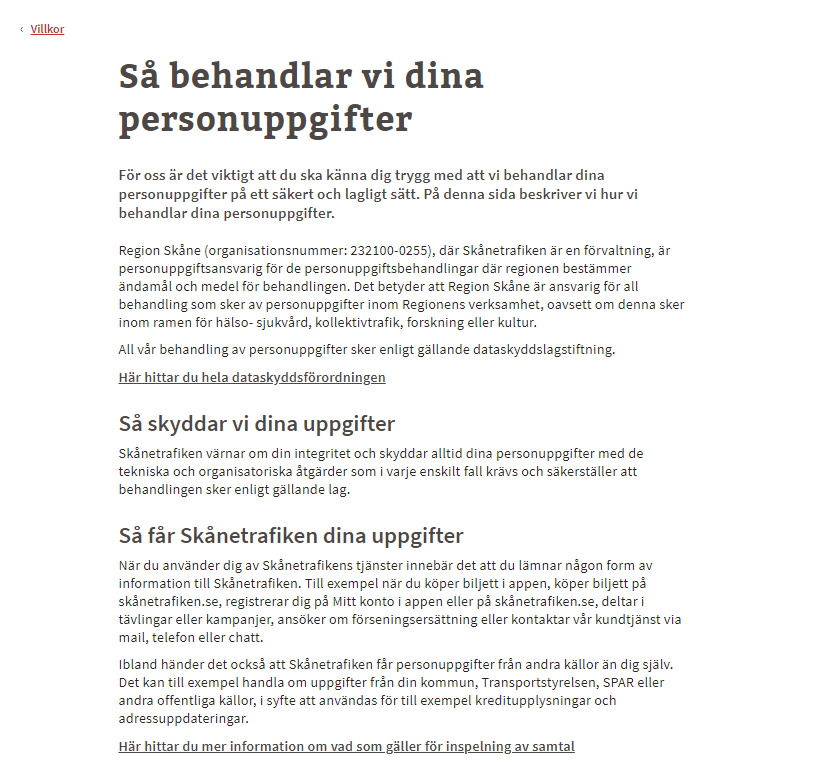 ‹ Villkor
Så behandlar vi dina
personuppgifter
För oss är det viktigt att du ska känna dig trygg med att vi behandlar dina
personuppgifter på ett säkert och lagligt sätt. På denna sida beskriver vi hur vi
behandlar dina personuppgifter.
Region Skåne (organisationsnummer: 232100-0255), där Skånetrafiken är en förvaltning, är
personuppgiftsansvarig för de personuppgiftsbehandlingar där regionen bestämmer
ändamål och medel för behandlingen. Det betyder att Region Skåne är ansvarig för all
behandling som sker av personuppgifter inom Regionens verksamhet, oavsett om denna sker
inom ramen för hälso- sjukvård, kollektivtrafik, forskning eller kultur.
All vår behandling av personuppgifter sker enligt gällande dataskyddslagstiftning.
Här hittar du hela dataskyddsförordningen
Så skyddar vi dina uppgifter
Skånetrafiken värnar om din integritet och skyddar alltid dina personuppgifter med de
tekniska och organisatoriska åtgärder som i varje enskilt fall krävs och säkerställer att
behandlingen sker enligt gällande lag.
Så får Skånetrafiken dina uppgifter
När du använder dig av Skånetrafikens tjänster innebär det att du lämnar någon form av
information till Skånetrafiken. Till exempel när du köper biljett i appen, köper biljett på
skånetrafiken.se, registrerar dig på Mitt konto i appen eller på skånetrafiken.se, deltar i
tävlingar eller kampanjer, ansöker om förseningsersättning eller kontaktar vår kundtjänst via
mail, telefon eller chatt.
Ibland händer det också att Skånetrafiken får personuppgifter från andra källor än dig själv.
Det kan till exempel handla om uppgifter från din kommun, Transportstyrelsen, SPAR eller
andra offentliga källor, i syfte att användas för till exempel kreditupplysningar och
adressuppdateringar.
Här hittar du mer information om vad som gäller för inspelning av samtal